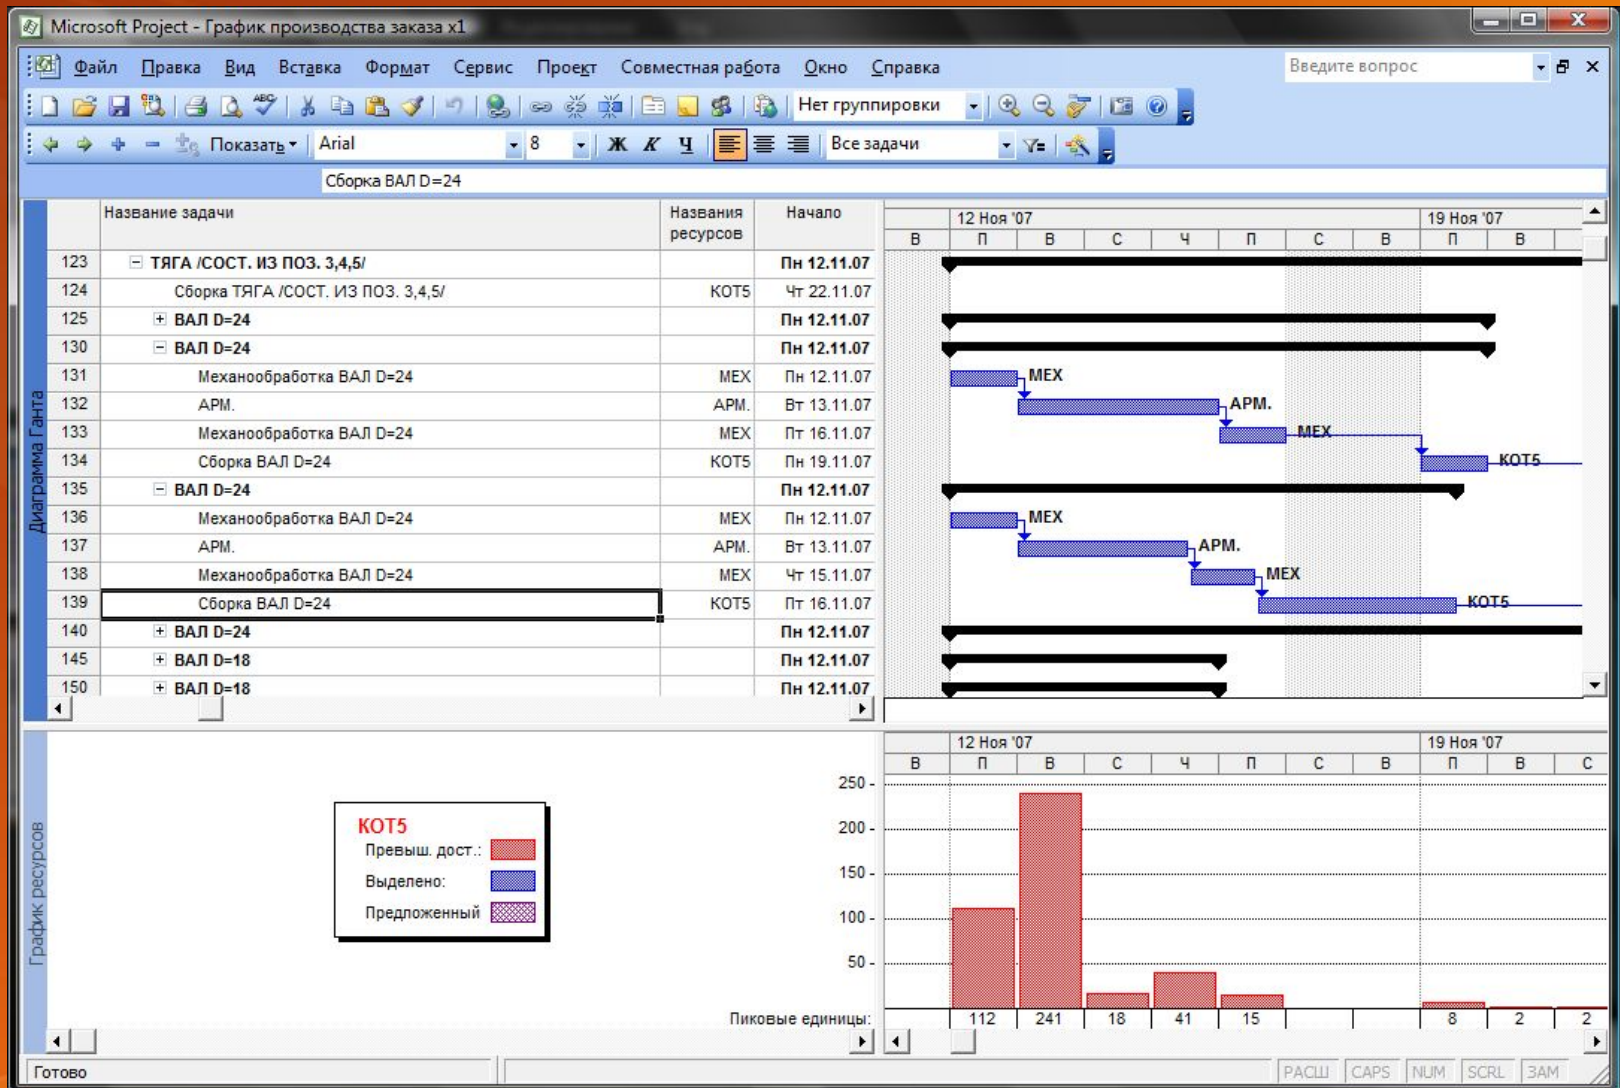 Microsoft Project - График производства заказа x1
Файл Правка Вид Вставка Формат Сервис Проект Совместная работа Окно Справка Введите вопрос
ABC Нет группировки
Показать Arial 8 Ж К Ч Все задачи
Сборка ВАЛ D=24
Диаграмма Ганта
Название задачи Названия ресурсов Начало
12 Ноя '07 19 Ноя '07
В П В С Ч П С В П В
123 ТЯГА /СОСТ. ИЗ ПОЗ. 3,4,5/ Пн 12.11.07
124 Сборка ТЯГА /СОСТ. ИЗ ПОЗ. 3,4,5/ КОТ5 Чт 22.11.07
125 ВАЛ D=24 Пн 12.11.07
130 ВАЛ D=24 Пн 12.11.07
131 Механообработка ВАЛ D=24 МЕХ Пн 12.11.07 МЕХ
132 АРМ. АРМ. Вт 13.11.07 АРМ.
133 Механообработка ВАЛ D=24 МЕХ Пт 16.11.07 МЕХ
134 Сборка ВАЛ D=24 КОТ5 Пн 19.11.07 КОТ5
135 ВАЛ D=24 Пн 12.11.07
136 Механообработка ВАЛ D=24 МЕХ Пн 12.11.07 МЕХ
137 АРМ. АРМ. Вт 13.11.07 АРМ.
138 Механообработка ВАЛ D=24 МЕХ Чт 15.11.07 МЕХ
139 Сборка ВАЛ D=24 КОТ5 Пт 16.11.07 КОТ5
140 ВАЛ D=24 Пн 12.11.07
145 ВАЛ D=18 Пн 12.11.07
150 ВАЛ D=18 Пн 12.11.07
График ресурсов
12 Ноя '07 19 Ноя '07
В П В С Ч П С В П В С
КОТ5
Превыш. дост.:
Выделено:
Предложенный
250
200
150
100
50
Пиковые единицы: 112 241 18 41 15 8 2 2
Готово РАСШ CAPS NUM SCRL ЗАМ